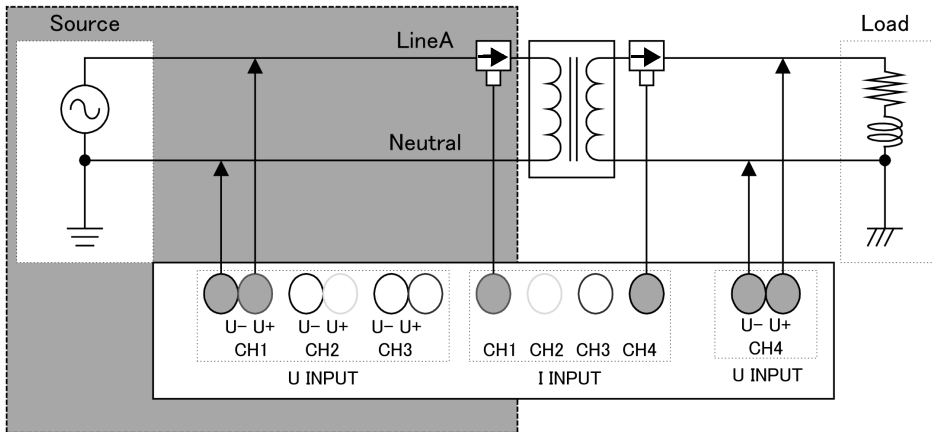 Source
Load
LineA
Neutral
U- U+
U- U+
U- U+
CH1
CH2
CH3
U INPUT
CH1
CH2
CH3
CH4
I INPUT
U- U+
CH4
U INPUT